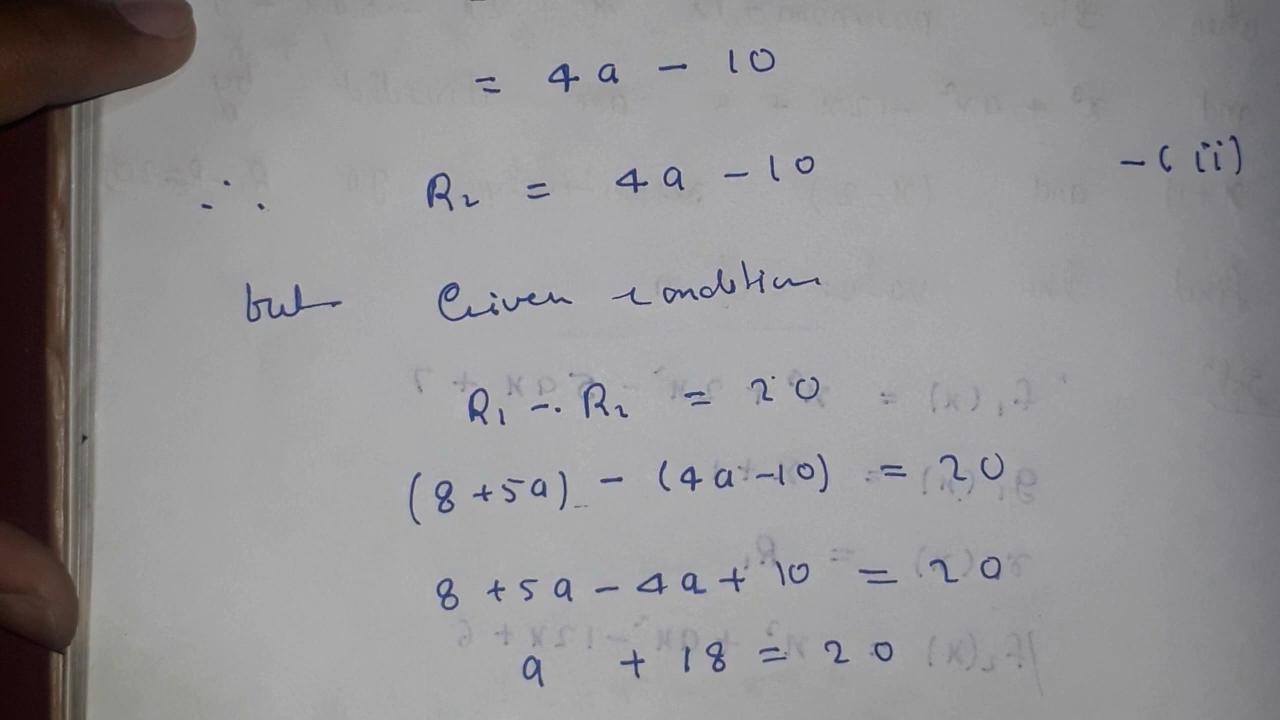 = 4a - 10
∴ R₂ = 4a - 10 - (ii)
but Given condition
R₁ - R₂ = 20
(8 + 5a) - (4a - 10) = 20
8 + 5a - 4a + 10 = 20
a + 18 = 20